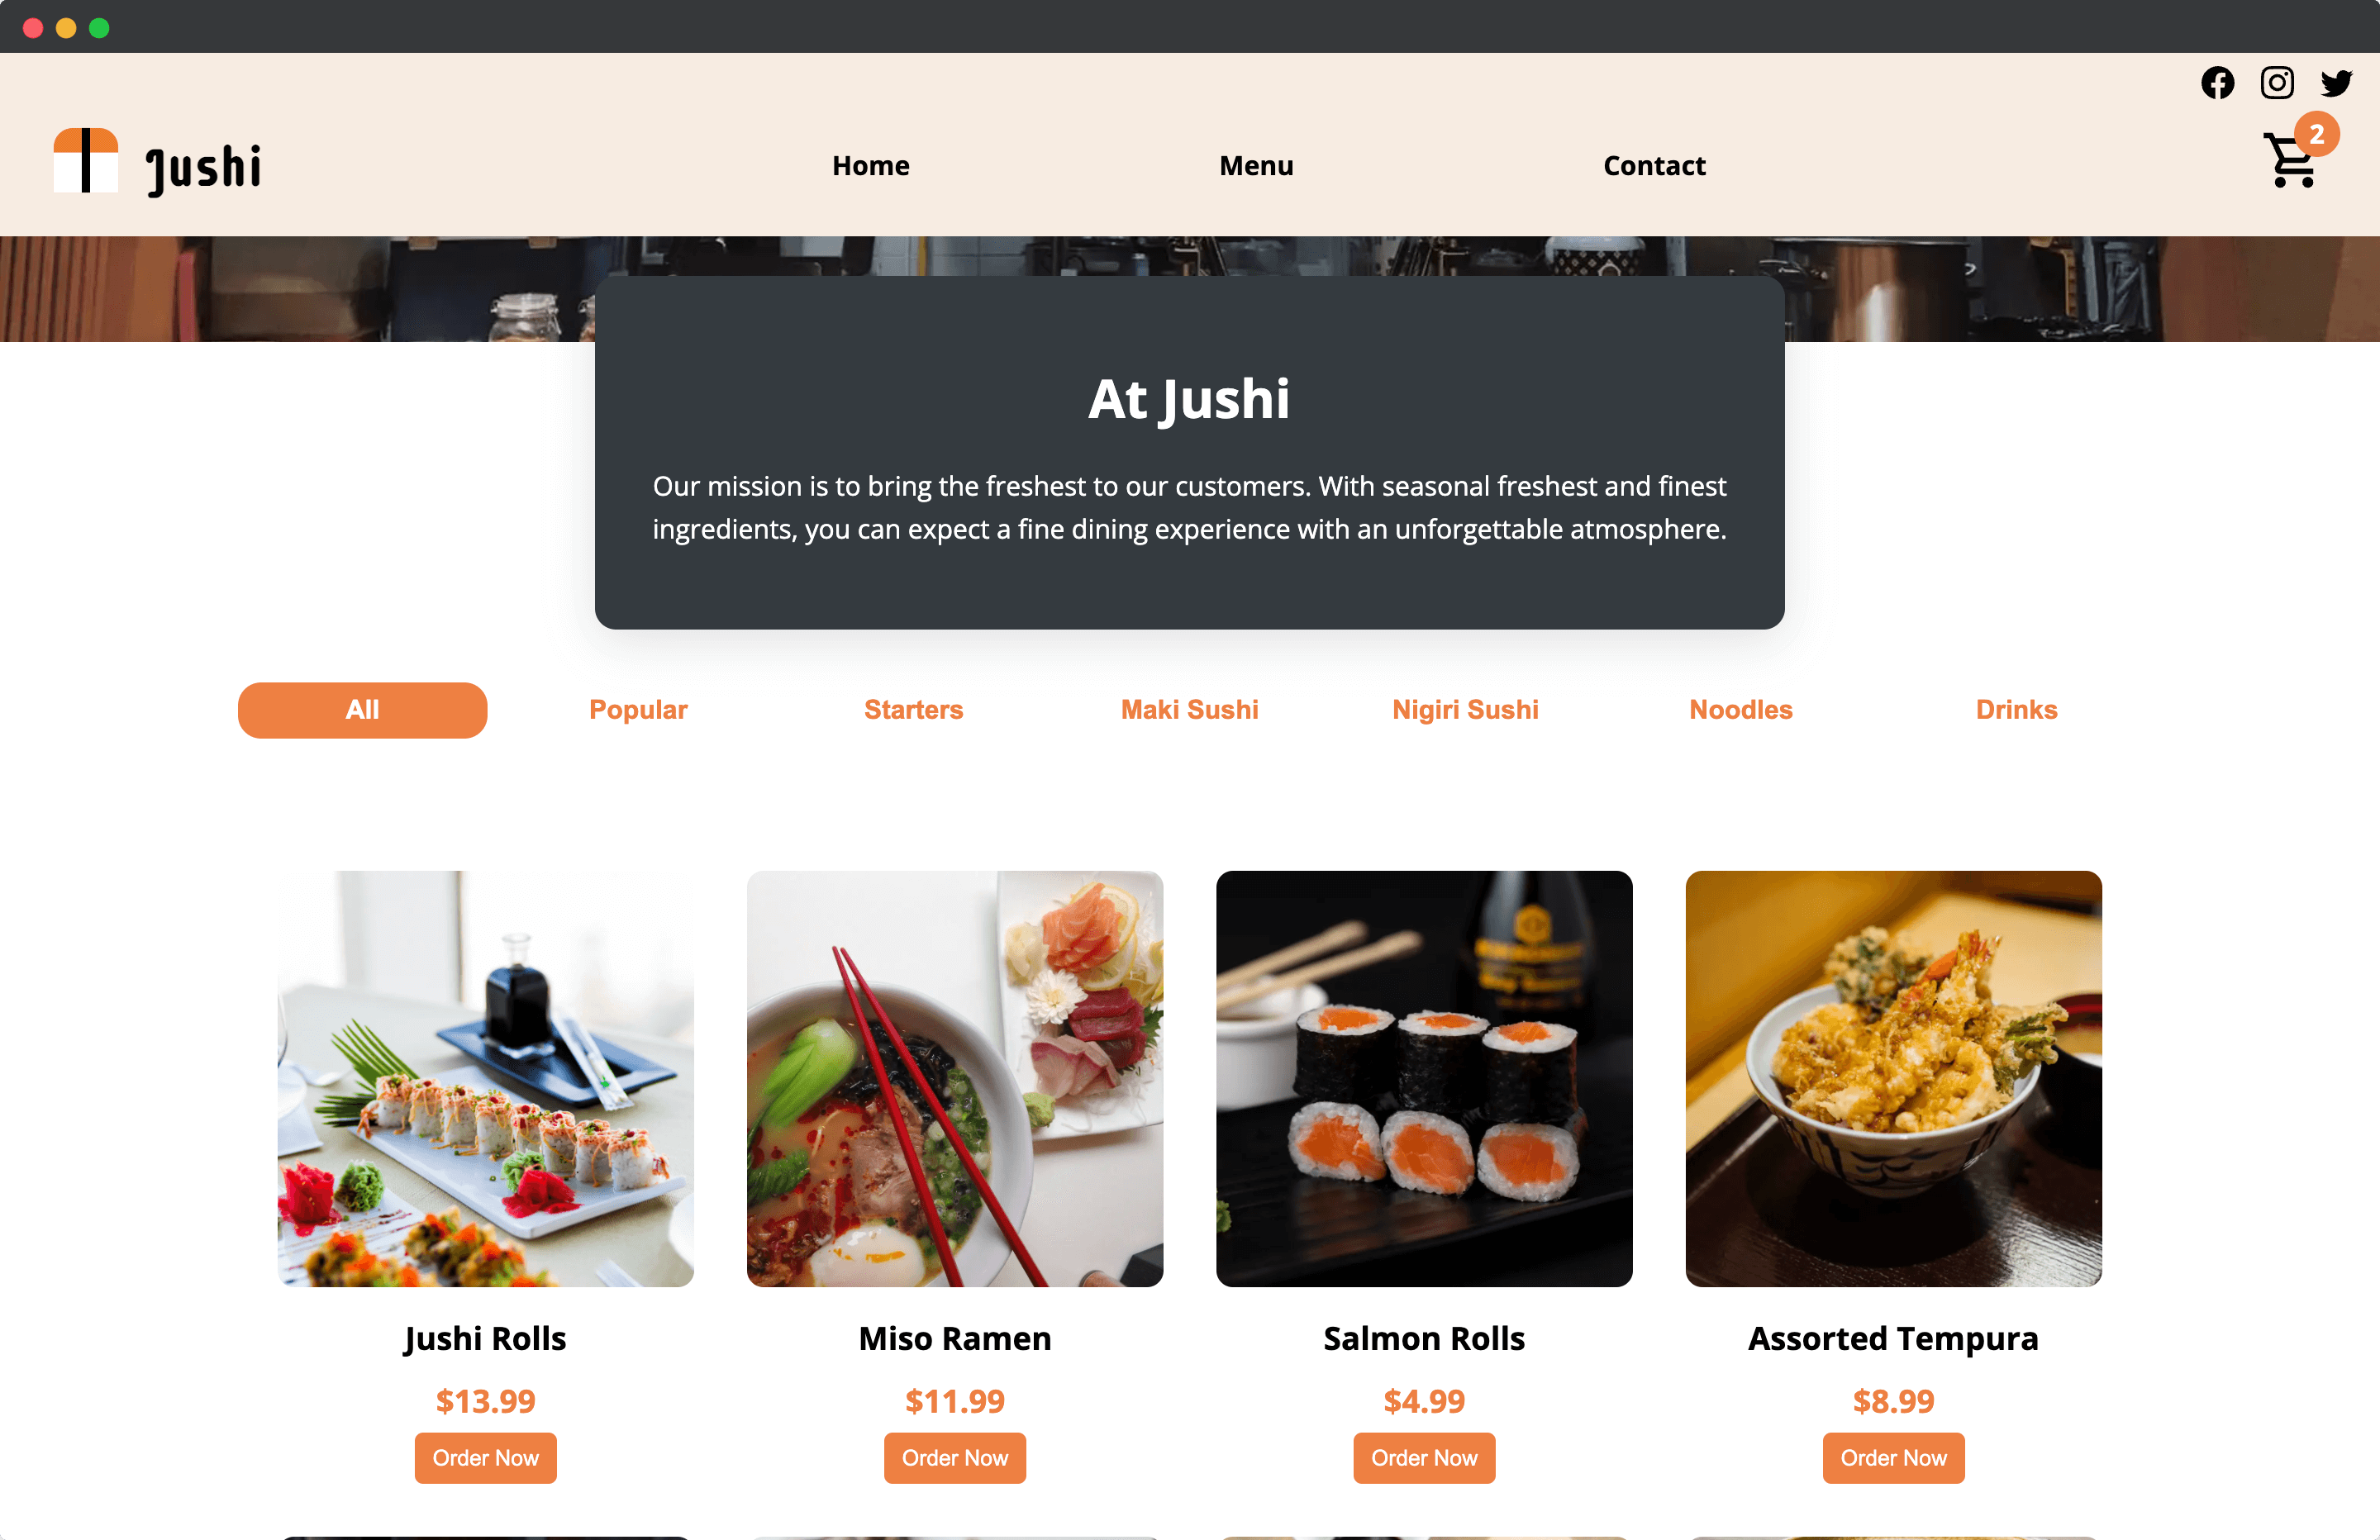 Jushi
Home
Menu
Contact
2
At Jushi
Our mission is to bring the freshest to our customers. With seasonal freshest and finest
ingredients, you can expect a fine dining experience with an unforgettable atmosphere.
All
Popular
Starters
Maki Sushi
Nigiri Sushi
Noodles
Drinks
Jushi Rolls
$13.99
Order Now
Miso Ramen
$11.99
Order Now
Salmon Rolls
$4.99
Order Now
Assorted Tempura
$8.99
Order Now